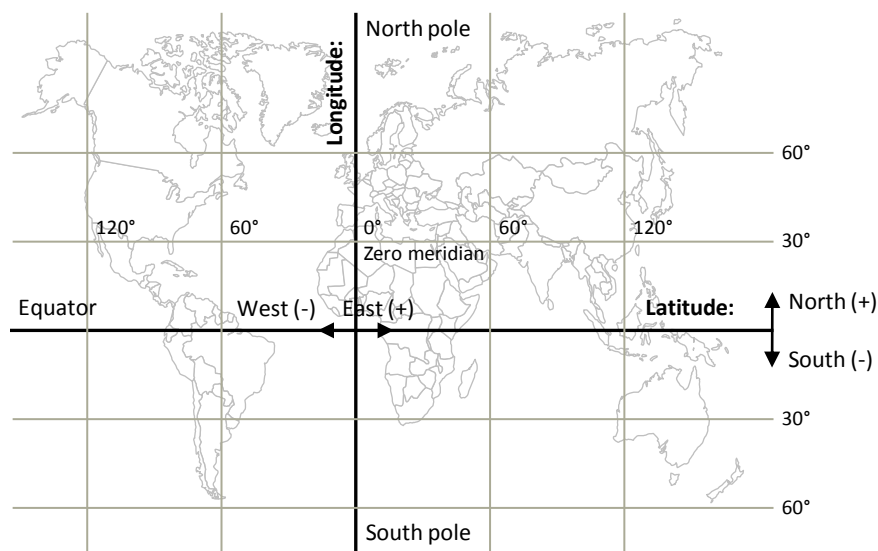 North pole
Longitude:
60°
120°
60°
0°
60°
120°
30°
Zero meridian
Equator
West (-)
East (+)
Latitude:
North (+)
South (-)
30°
60°
South pole